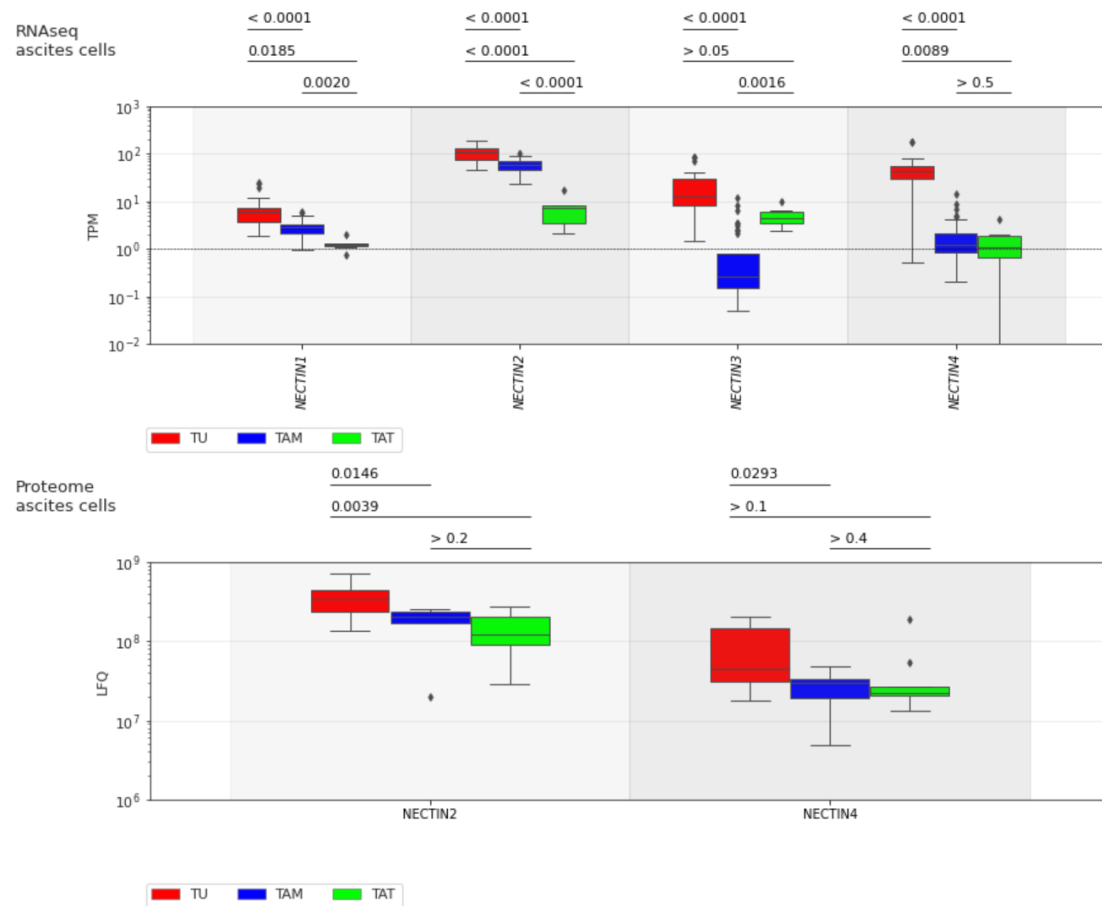 RNAseq
ascites cells
< 0.0001 < 0.0001 < 0.0001 < 0.0001
0.0185 < 0.0001 > 0.05 0.0089
0.0020 < 0.0001 0.0016 > 0.5
TPM
10³
10²
10¹
10⁰
10⁻¹
10⁻²
NECTIN1 NECTIN2 NECTIN3 NECTIN4
TU TAM TAT
Proteome
ascites cells
0.0146 0.0293
0.0039 > 0.1
> 0.2 > 0.4
LFQ
10⁹
10⁸
10⁷
10⁶
NECTIN2 NECTIN4
TU TAM TAT